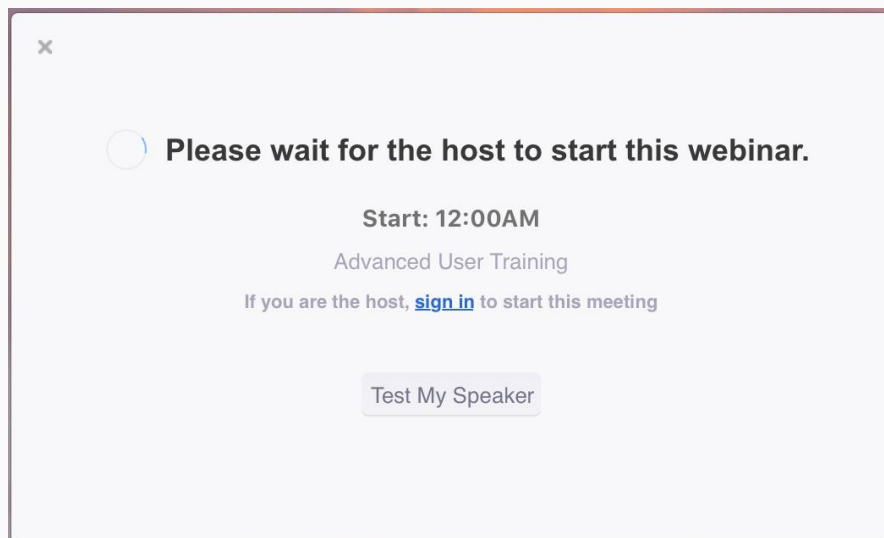 Please wait for the host to start this webinar.
Start: 12:00AM
Advanced User Training
If you are the host, sign in to start this meeting
Test My Speaker